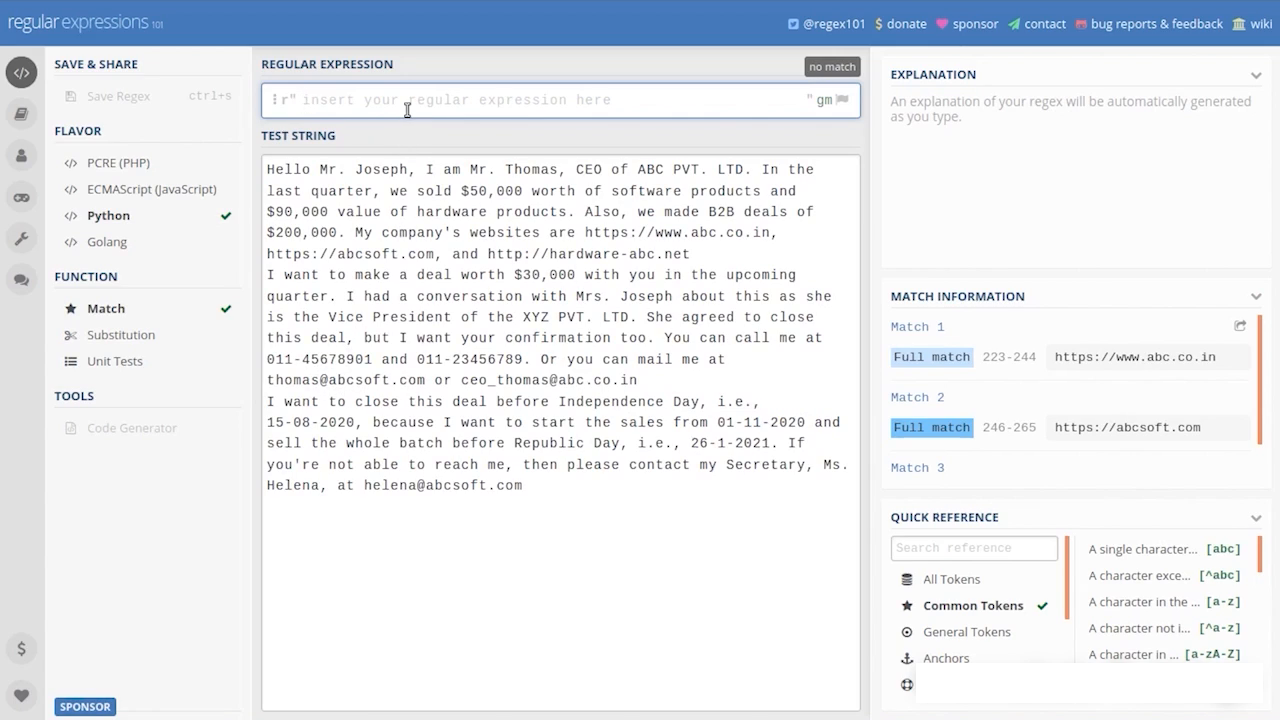 regular expressions 101
@regex101 $ donate sponsor contact bug reports & feedback wiki
SAVE & SHARE
Save Regex ctrl+s
FLAVOR
</> PCRE (PHP)
</> ECMAScript (JavaScript)
</> Python
</> Golang
FUNCTION
Match
Substitution
Unit Tests
TOOLS
Code Generator
SPONSOR
REGULAR EXPRESSION
no match
r" insert your regular expression here " gm
TEST STRING
Hello Mr. Joseph, I am Mr. Thomas, CEO of ABC PVT. LTD. In the
last quarter, we sold $50,000 worth of software products and
$90,000 value of hardware products. Also, we made B2B deals of
$200,000. My company's websites are https://www.abc.co.in,
https://abcsoft.com, and http://hardware-abc.net
I want to make a deal worth $30,000 with you in the upcoming
quarter. I had a conversation with Mrs. Joseph about this as she
is the Vice President of the XYZ PVT. LTD. She agreed to close
this deal, but I want your confirmation too. You can call me at
011-45678901 and 011-23456789. Or you can mail me at
thomas@abcsoft.com or ceo_thomas@abc.co.in
I want to close this deal before Independence Day, i.e.,
15-08-2020, because I want to start the sales from 01-11-2020 and
sell the whole batch before Republic Day, i.e., 26-1-2021. If
you're not able to reach me, then please contact my Secretary, Ms.
Helena, at helena@abcsoft.com
EXPLANATION
An explanation of your regex will be automatically generated
as you type.
MATCH INFORMATION
Match 1
Full match 223-244 https://www.abc.co.in
Match 2
Full match 246-265 https://abcsoft.com
Match 3
QUICK REFERENCE
Search reference
All Tokens
Common Tokens
General Tokens
Anchors
A single character... [abc]
A character exce... [^abc]
A character in the ... [a-z]
A character not i... [^a-z]
A character in ... [a-zA-Z]